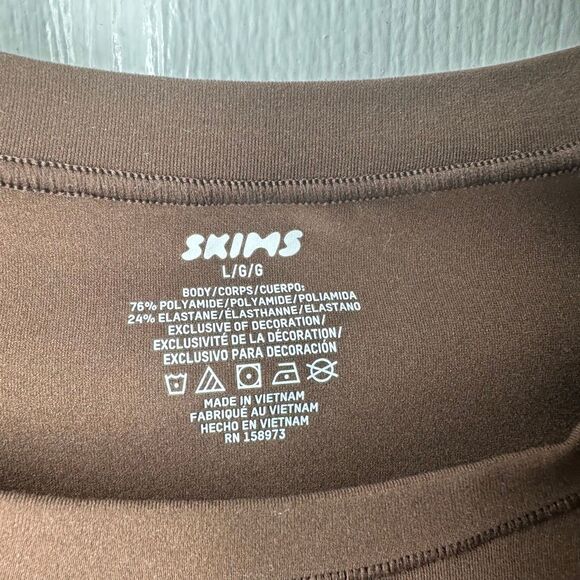 SKIMS
L/G/G
BODY/CORPS/CUERPO:
76% POLYAMIDE/POLYAMIDE/POLIAMIDA
24% ELASTANE/ÉLASTHANNE/ELASTANO
EXCLUSIVE OF DECORATION/
EXCLUSIVITÉ DE LA DÉCORATION/
EXCLUSIVO PARA DECORACIÓN
MADE IN VIETNAM
FABRIQUÉ AU VIETNAM
HECHO EN VIETNAM
RN 158973